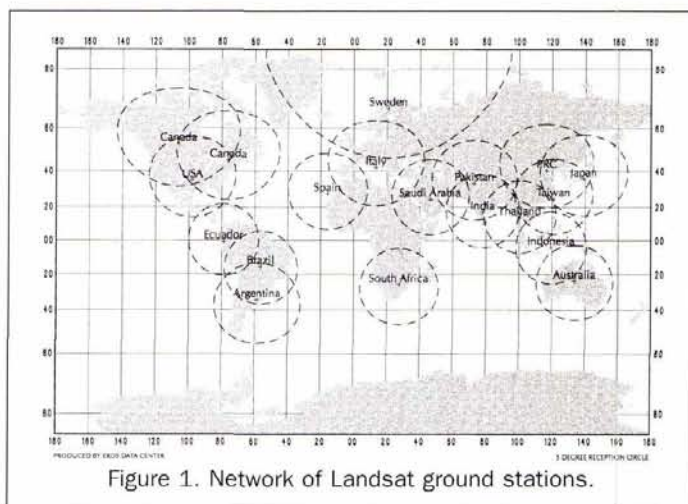 180 160 140 120 100 80 60 40 20 00 20 40 60 80 100 120 140 160 180
80 80
Sweden
60 60
Canada
Canada
PRC
40 Italy 40
USA Pakistan Japan
Spain Saudi Arabia Taiwan
20 India Thailand 20
Ecuador
00 Indonesia 00
Brazil
20 South Africa Australia 20
Argentina
40 40
60 60
80 80
180 160 140 120 100 80 60 40 20 00 20 40 60 80 100 120 140 160 180
PRODUCED BY EROS DATA CENTER 5 DEGREE RECEPTION CIRCLE
Figure 1. Network of Landsat ground stations.